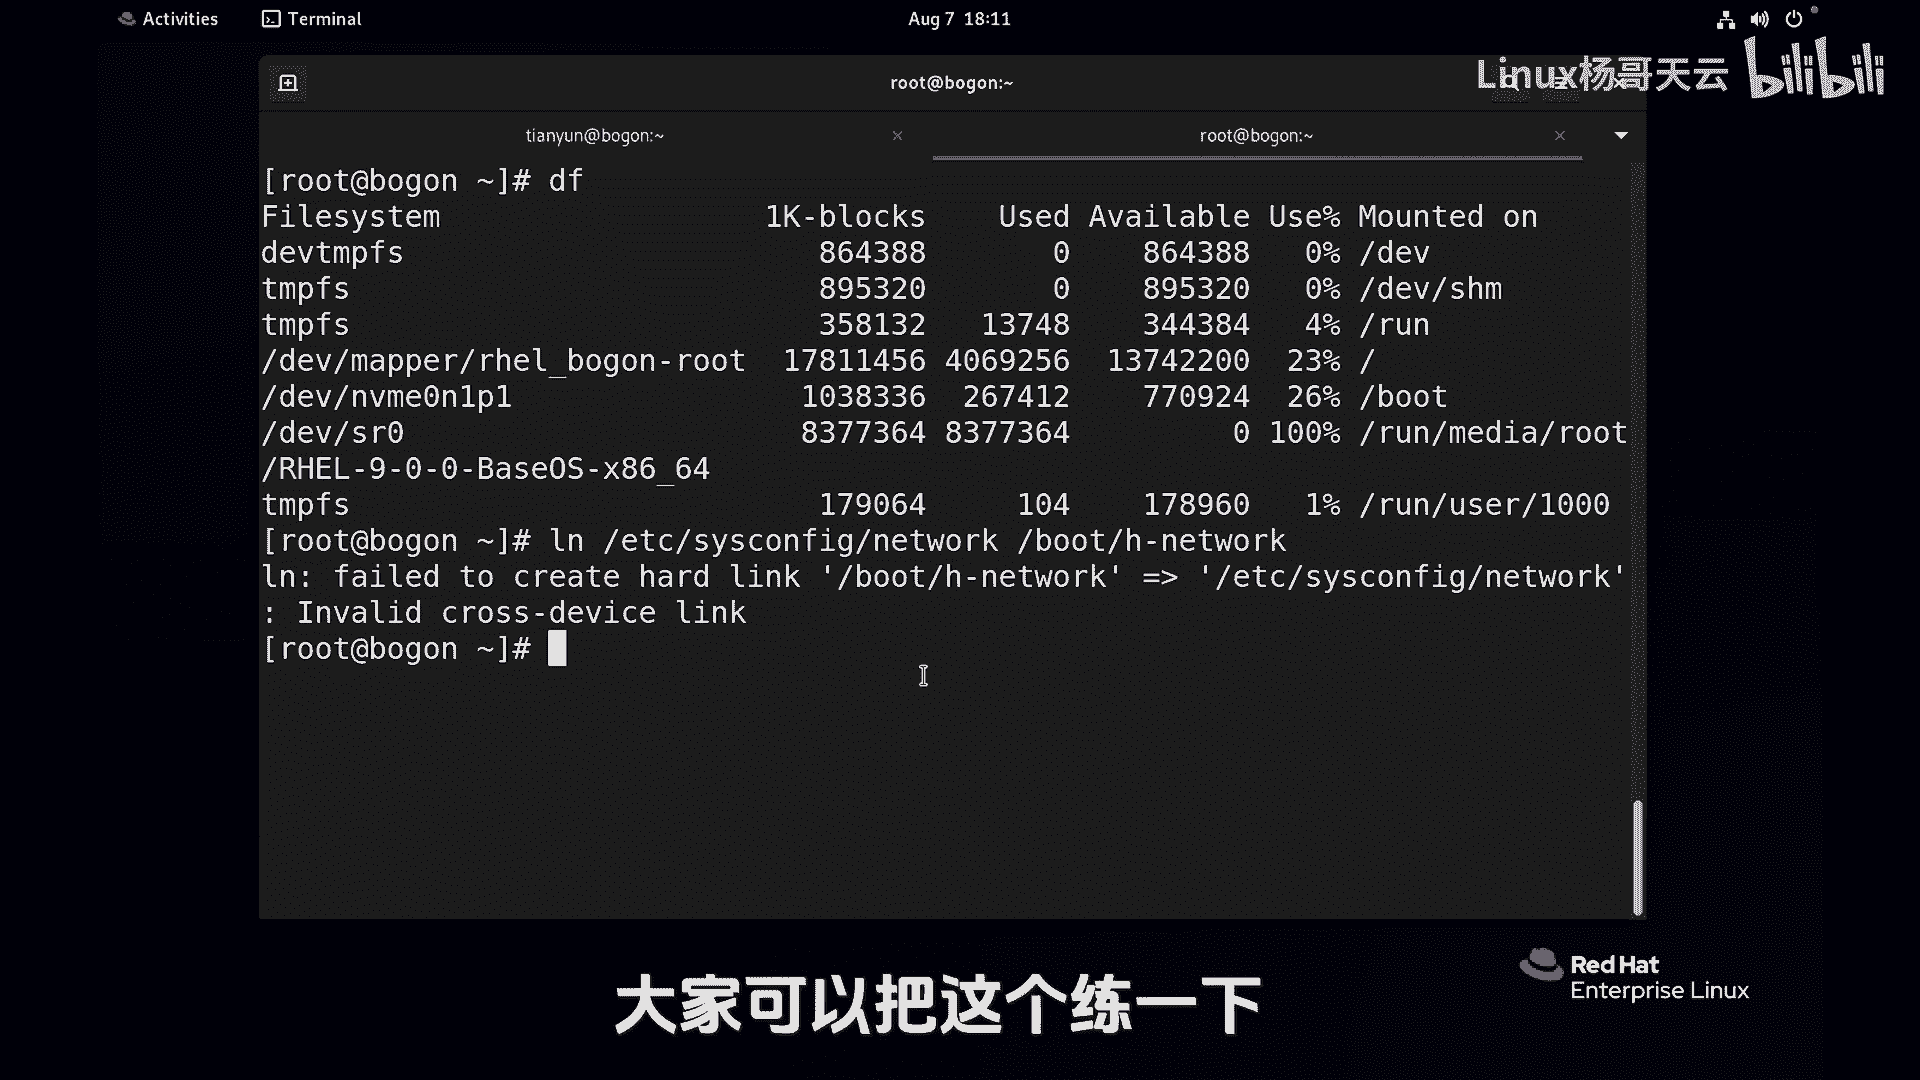 Activities Terminal Aug 7 18:11
Linux杨哥天云 bilibili
root@bogon:~
tianyun@bogon:~ × root@bogon:~ ×
[root@bogon ~]# df
Filesystem 1K-blocks Used Available Use% Mounted on
devtmpfs 864388 0 864388 0% /dev
tmpfs 895320 0 895320 0% /dev/shm
tmpfs 358132 13748 344384 4% /run
/dev/mapper/rhel_bogon-root 17811456 4069256 13742200 23% /
/dev/nvme0n1p1 1038336 267412 770924 26% /boot
/dev/sr0 8377364 8377364 0 100% /run/media/root
/RHEL-9-0-0-BaseOS-x86_64
tmpfs 179064 104 178960 1% /run/user/1000
[root@bogon ~]# ln /etc/sysconfig/network /boot/h-network
ln: failed to create hard link '/boot/h-network' => '/etc/sysconfig/network'
: Invalid cross-device link
[root@bogon ~]#
Red Hat
Enterprise Linux
大家可以把这个练一下